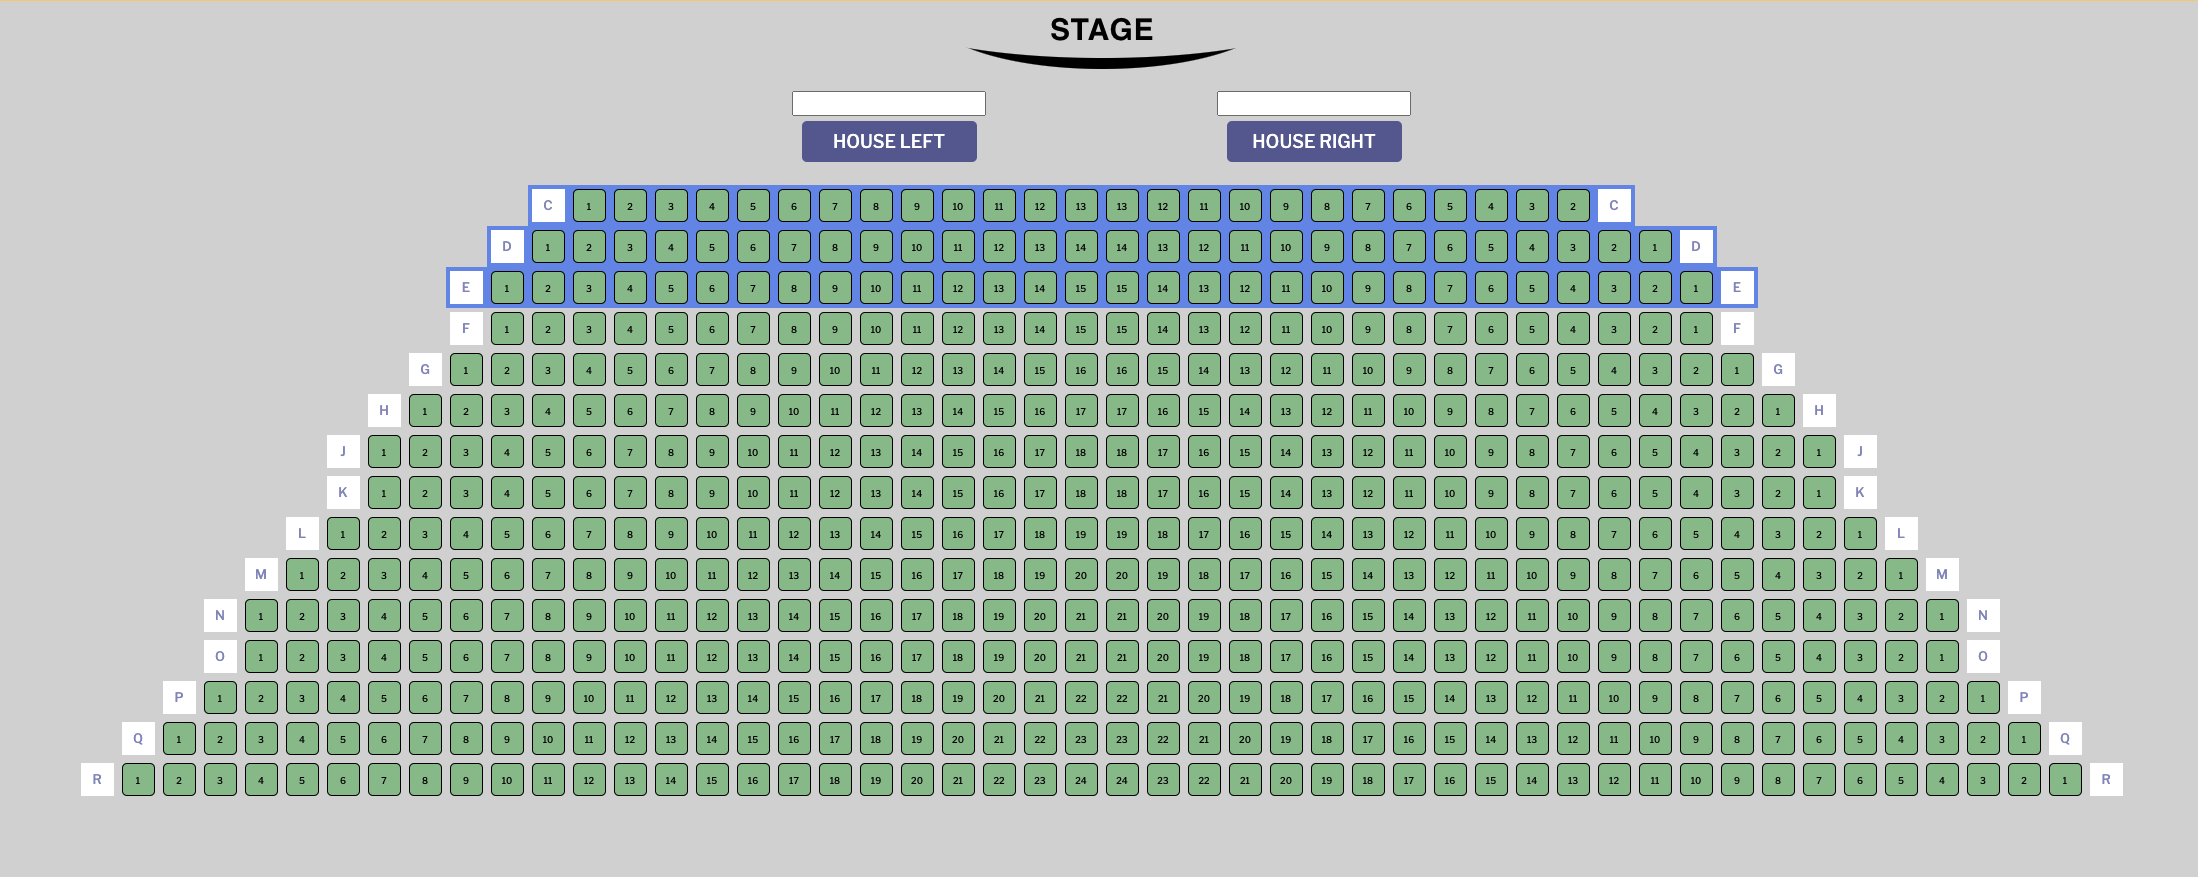 STAGE
HOUSE LEFT HOUSE RIGHT
C 1 2 3 4 5 6 7 8 9 10 11 12 13 13 12 11 10 9 8 7 6 5 4 3 2 C
D 1 2 3 4 5 6 7 8 9 10 11 12 13 14 14 13 12 11 10 9 8 7 6 5 4 3 2 1 D
E 1 2 3 4 5 6 7 8 9 10 11 12 13 14 15 15 14 13 12 11 10 9 8 7 6 5 4 3 2 1 E
F 1 2 3 4 5 6 7 8 9 10 11 12 13 14 15 15 14 13 12 11 10 9 8 7 6 5 4 3 2 1 F
G 1 2 3 4 5 6 7 8 9 10 11 12 13 14 15 16 16 15 14 13 12 11 10 9 8 7 6 5 4 3 2 1 G
H 1 2 3 4 5 6 7 8 9 10 11 12 13 14 15 16 17 17 16 15 14 13 12 11 10 9 8 7 6 5 4 3 2 1 H
J 1 2 3 4 5 6 7 8 9 10 11 12 13 14 15 16 17 18 18 17 16 15 14 13 12 11 10 9 8 7 6 5 4 3 2 1 J
K 1 2 3 4 5 6 7 8 9 10 11 12 13 14 15 16 17 18 18 17 16 15 14 13 12 11 10 9 8 7 6 5 4 3 2 1 K
L 1 2 3 4 5 6 7 8 9 10 11 12 13 14 15 16 17 18 19 19 18 17 16 15 14 13 12 11 10 9 8 7 6 5 4 3 2 1 L
M 1 2 3 4 5 6 7 8 9 10 11 12 13 14 15 16 17 18 19 20 20 19 18 17 16 15 14 13 12 11 10 9 8 7 6 5 4 3 2 1 M
N 1 2 3 4 5 6 7 8 9 10 11 12 13 14 15 16 17 18 19 20 21 21 20 19 18 17 16 15 14 13 12 11 10 9 8 7 6 5 4 3 2 1 N
O 1 2 3 4 5 6 7 8 9 10 11 12 13 14 15 16 17 18 19 20 21 21 20 19 18 17 16 15 14 13 12 11 10 9 8 7 6 5 4 3 2 1 O
P 1 2 3 4 5 6 7 8 9 10 11 12 13 14 15 16 17 18 19 20 21 22 22 21 20 19 18 17 16 15 14 13 12 11 10 9 8 7 6 5 4 3 2 1 P
Q 1 2 3 4 5 6 7 8 9 10 11 12 13 14 15 16 17 18 19 20 21 22 23 23 22 21 20 19 18 17 16 15 14 13 12 11 10 9 8 7 6 5 4 3 2 1 Q
R 1 2 3 4 5 6 7 8 9 10 11 12 13 14 15 16 17 18 19 20 21 22 23 24 24 23 22 21 20 19 18 17 16 15 14 13 12 11 10 9 8 7 6 5 4 3 2 1 R